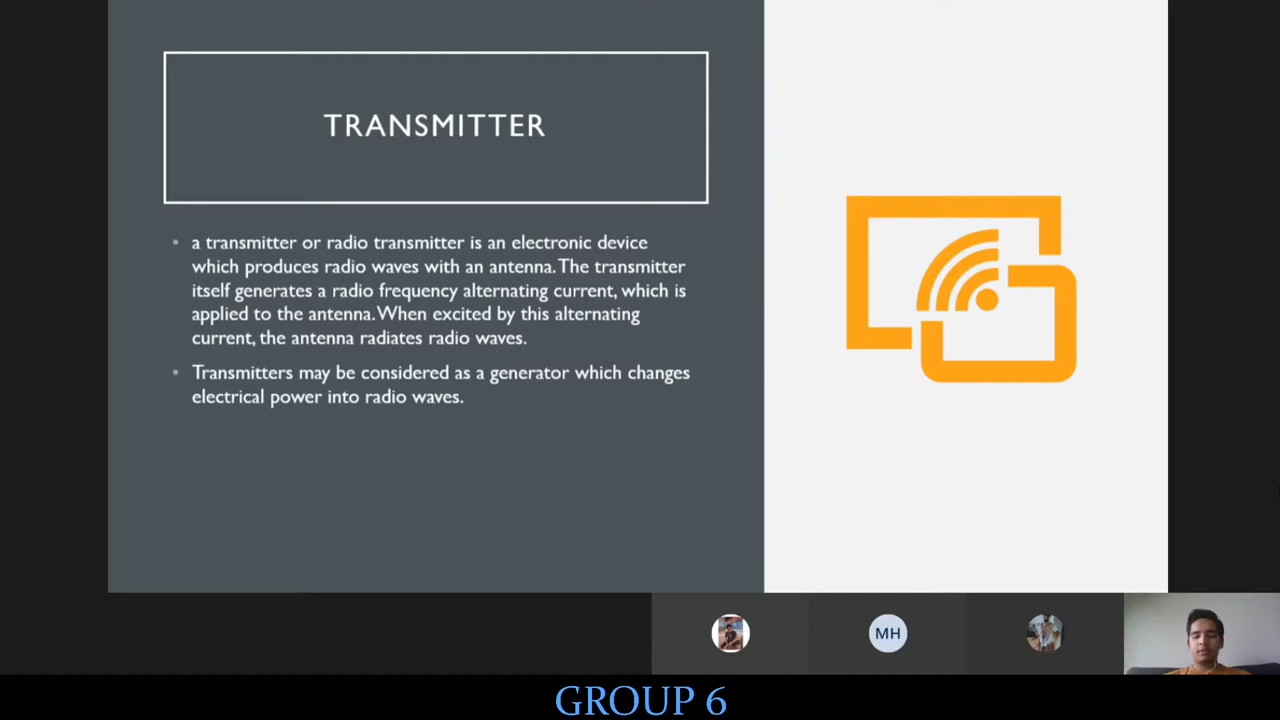 TRANSMITTER
a transmitter or radio transmitter is an electronic device
which produces radio waves with an antenna. The transmitter
itself generates a radio frequency alternating current, which is
applied to the antenna. When excited by this alternating
current, the antenna radiates radio waves.
Transmitters may be considered as a generator which changes
electrical power into radio waves.
MH
GROUP 6